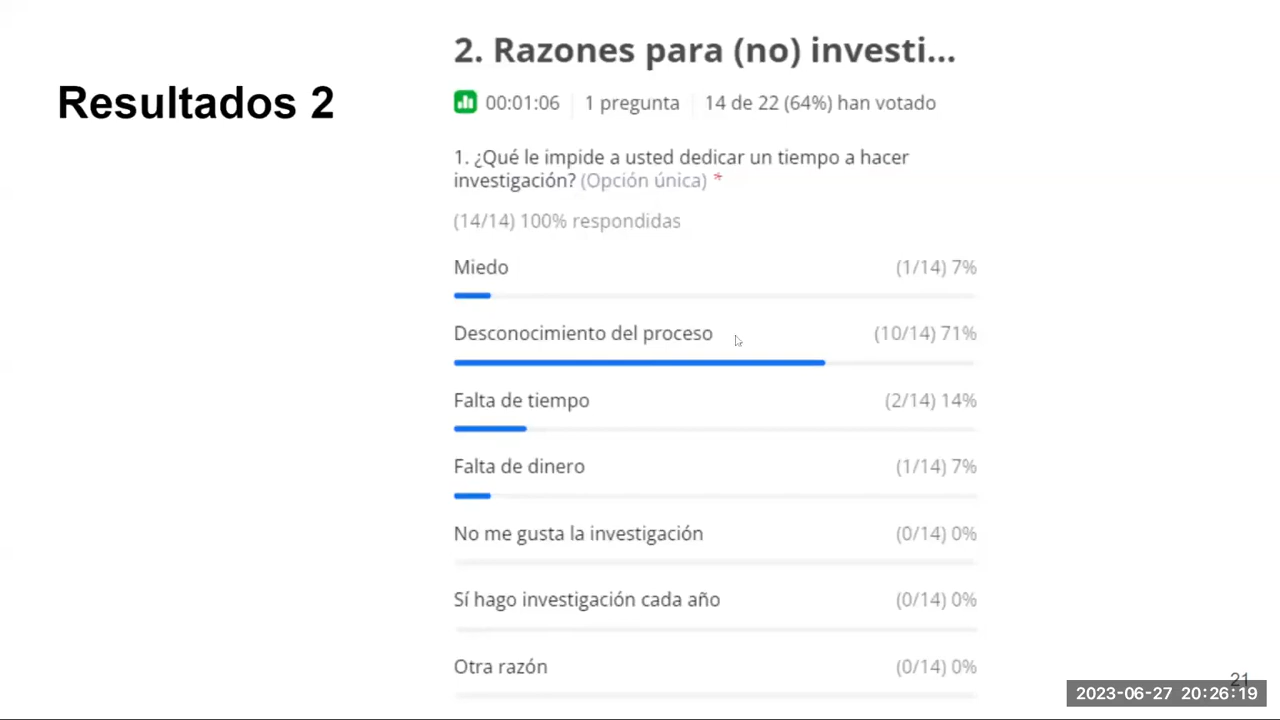 Resultados 2
2. Razones para (no) investi...
00:01:06 1 pregunta 14 de 22 (64%) han votado
1. ¿Qué le impide a usted dedicar un tiempo a hacer
investigación? (Opción única) *
(14/14) 100% respondidas
Miedo (1/14) 7%
Desconocimiento del proceso (10/14) 71%
Falta de tiempo (2/14) 14%
Falta de dinero (1/14) 7%
No me gusta la investigación (0/14) 0%
Sí hago investigación cada año (0/14) 0%
Otra razón (0/14) 0%
21
2023-06-27 20:26:19